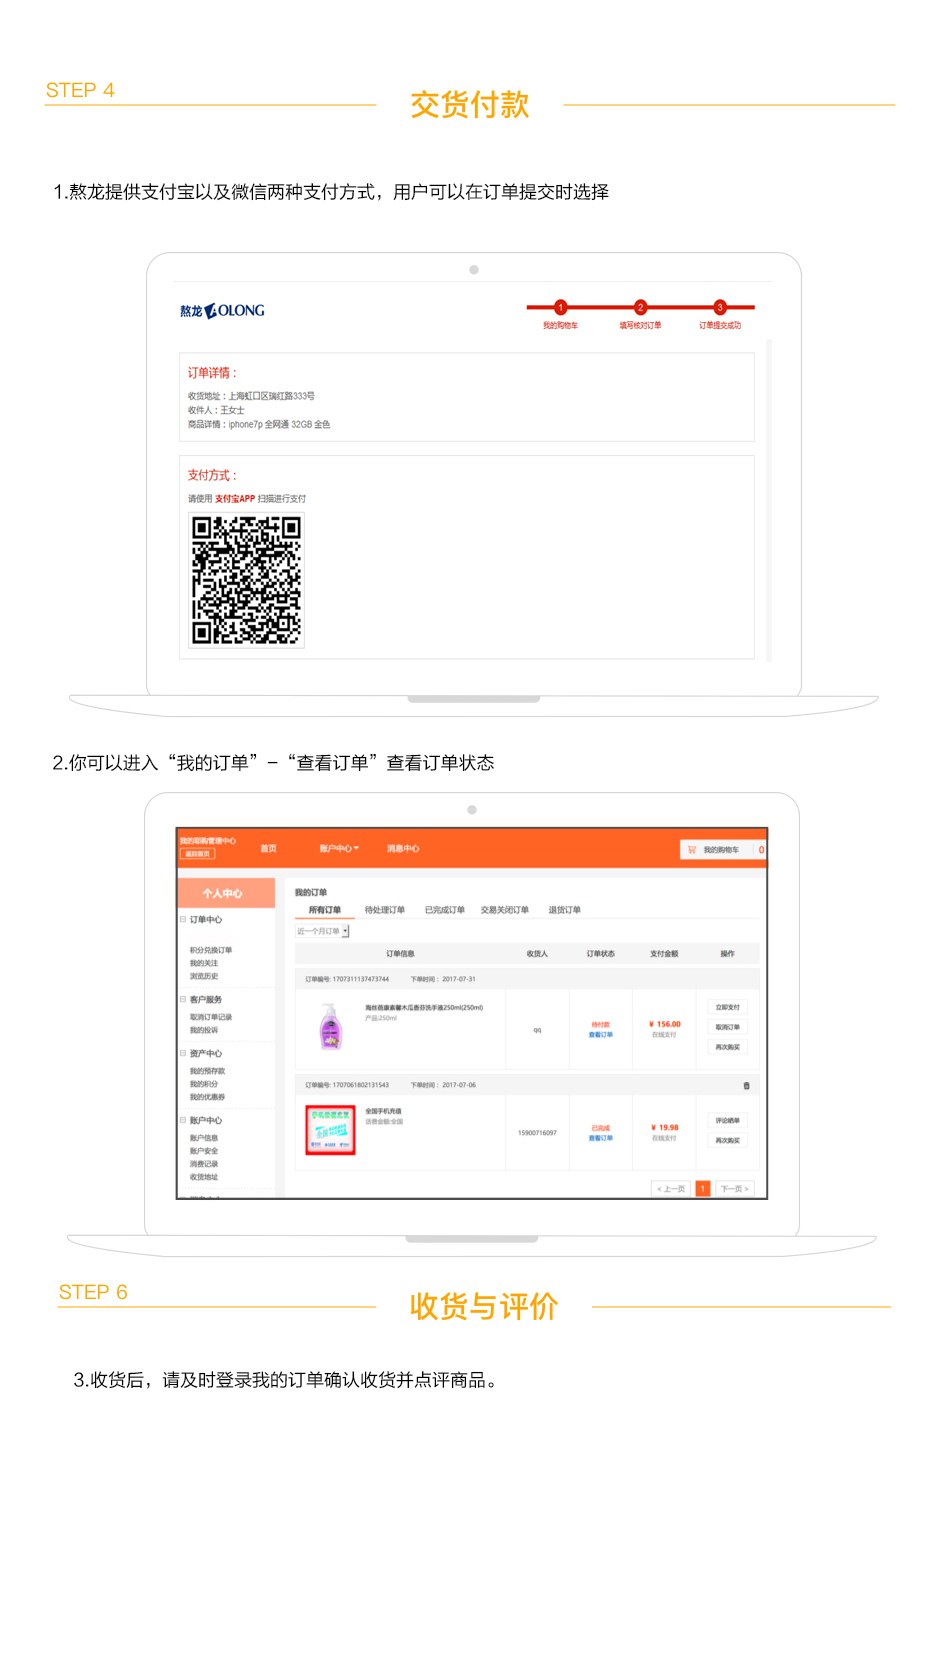 STEP 4
交货付款
1.熬龙提供支付宝以及微信两种支付方式，用户可以在订单提交时选择
熬龙 OLONG
1 2 3
我的购物车 填写核对订单 订单提交成功
订单详情：
收货地址：上海虹口区瑞虹路333号
收件人：王女士
商品详情：iphone7p 全网通 32GB 金色
支付方式：
请使用 支付宝APP 扫描进行支付
2.你可以进入“我的订单”–“查看订单”查看订单状态
返回首页 首页 账户中心 消息中心 我的购物车 0
个人中心
订单中心
积分兑换订单
我的关注
浏览历史
客户服务
取消订单记录
我的投诉
资产中心
我的预存款
我的积分
我的优惠券
账户中心
账户信息
账户安全
消费记录
收货地址
我的订单
所有订单 待处理订单 已完成订单 交易关闭订单 退货订单
近一个月订单
订单信息 收货人 订单状态 支付金额 操作
订单编号: 1707311137473744 下单时间： 2017-07-31
海丝蓓康素馨木瓜香芬洗手液250ml(250ml)
产品:250ml
qq
待付款
查看订单
¥ 156.00
在线支付
立即支付
取消订单
再次购买
订单编号: 1707061802131543 下单时间： 2017-07-06
全国手机充值
话费金额:全国
15900716097
已完成
查看订单
¥ 19.98
在线支付
评论晒单
再次购买
< 上一页 1 下一页 >
STEP 6
收货与评价
3.收货后，请及时登录我的订单确认收货并点评商品。